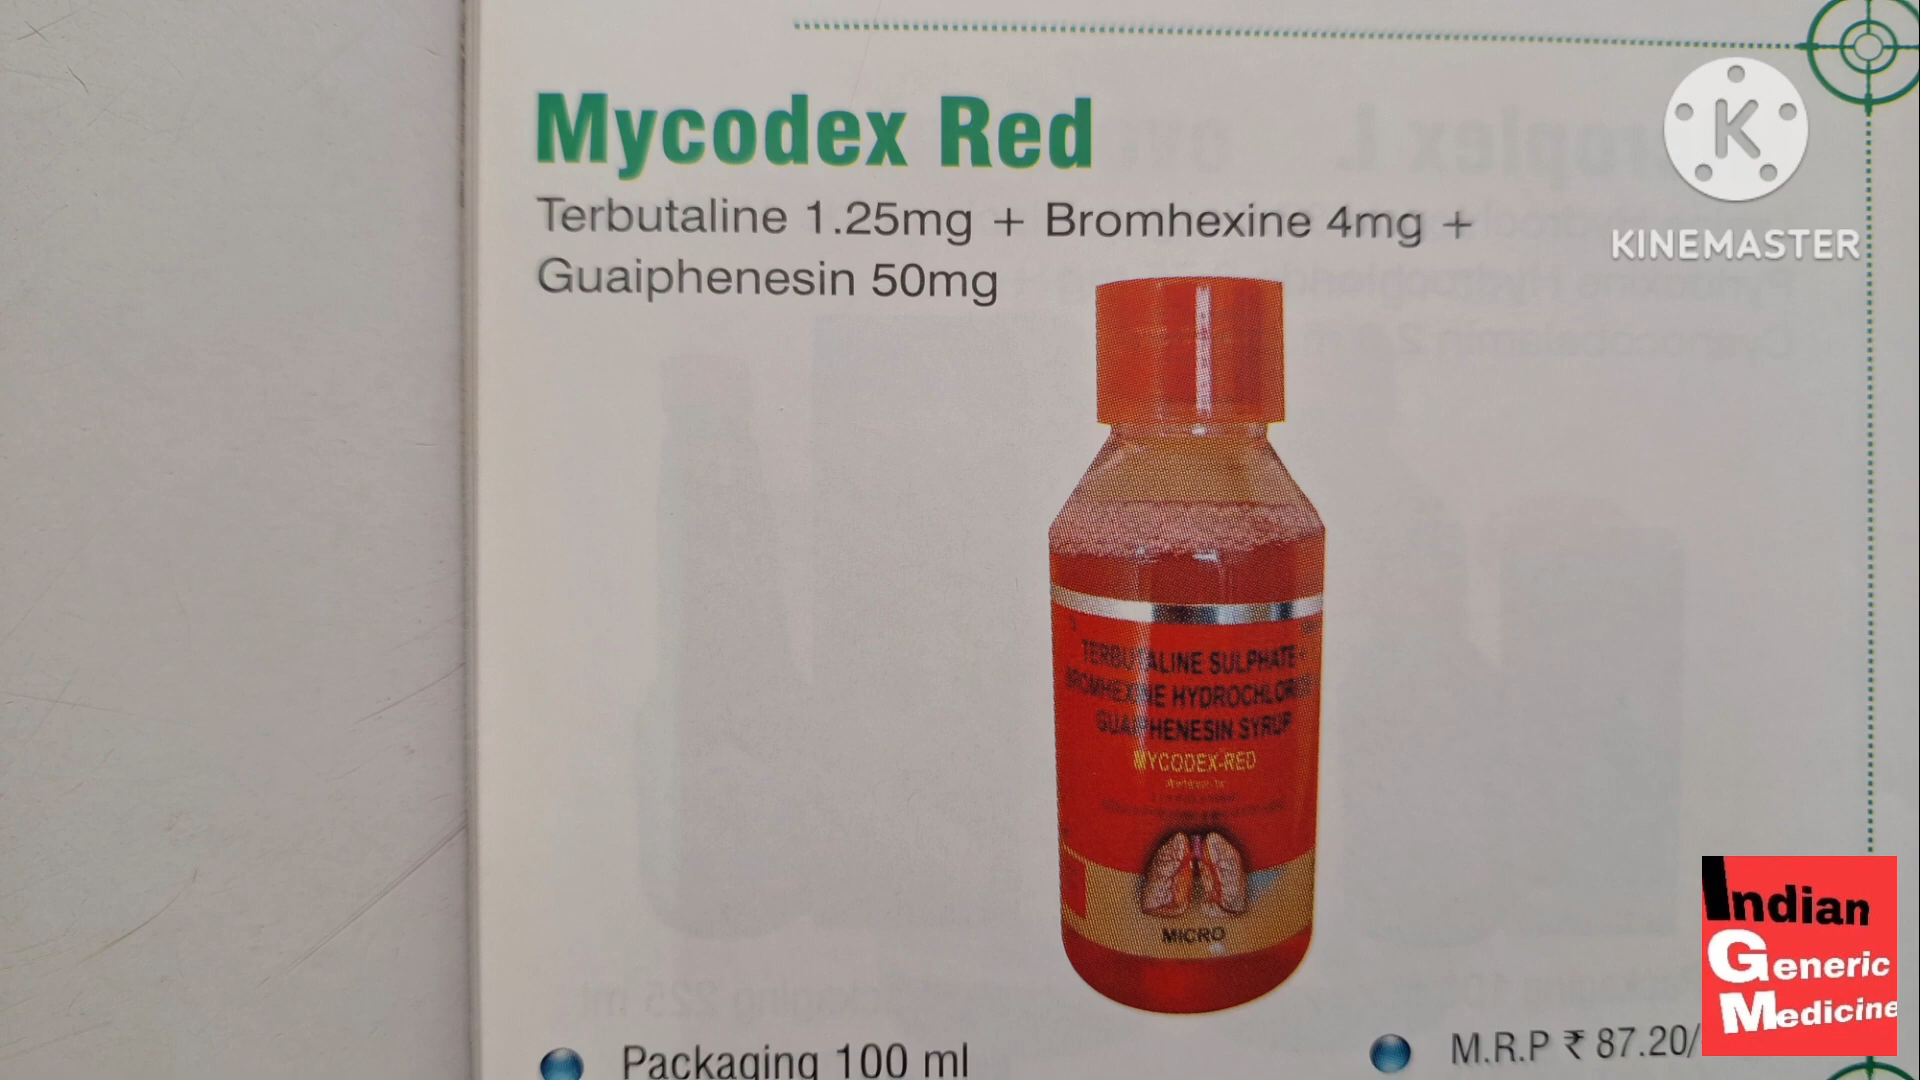 Mycodex Red
Terbutaline 1.25mg + Bromhexine 4mg +
Guaiphenesin 50mg
KINEMASTER
TERBUTALINE SULPHATE
BROMHEXINE HYDROCHLORIDE
GUAIPHENESIN SYRUP
MYCODEX-RED
MICRO
Packaging 100 ml
M.R.P ₹ 87.20/
Indian
Generic
Medicine